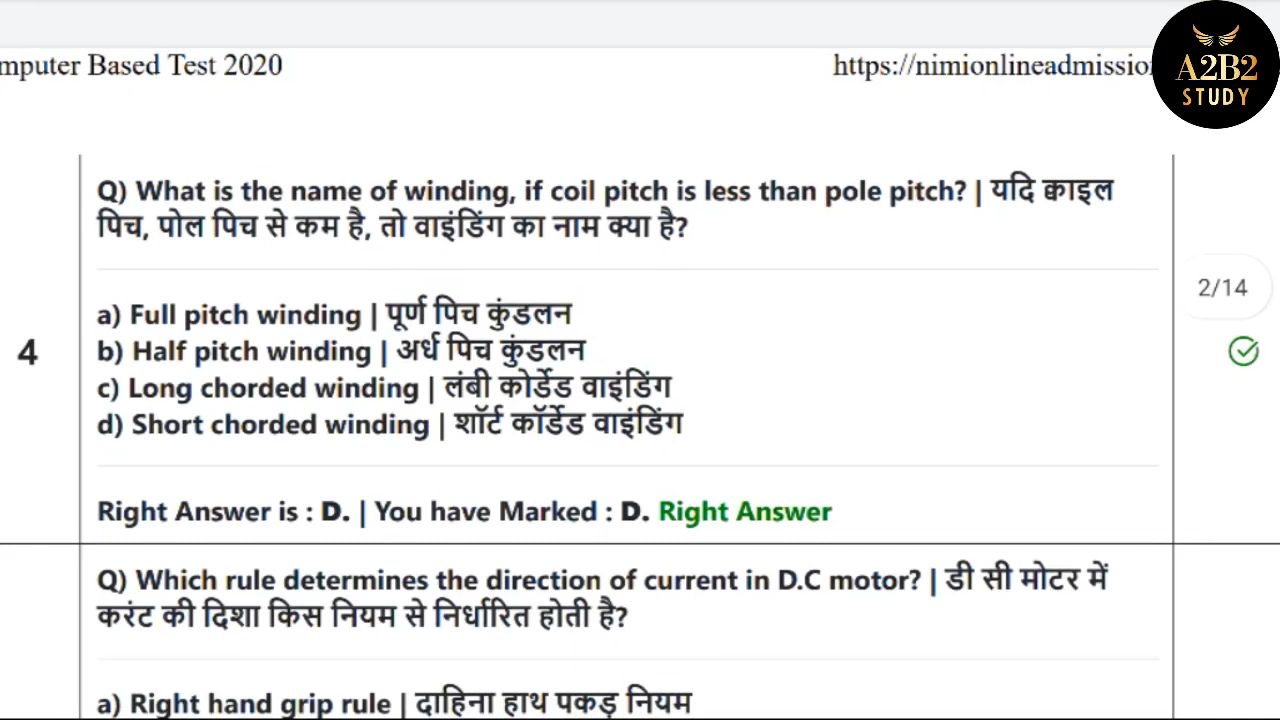 mputer Based Test 2020
https://nimionlineadmissio
A2B2
STUDY
Q) What is the name of winding, if coil pitch is less than pole pitch? | यदि क्वाइल
पिच, पोल पिच से कम है, तो वाइंडिंग का नाम क्या है?
2/14
a) Full pitch winding | पूर्ण पिच कुंडलन
4
b) Half pitch winding | अर्ध पिच कुंडलन
c) Long chorded winding | लंबी कोर्डेड वाइंडिंग
d) Short chorded winding | शॉर्ट कॉर्डेड वाइंडिंग
Right Answer is : D. | You have Marked : D. Right Answer
Q) Which rule determines the direction of current in D.C motor? | डी सी मोटर में
करंट की दिशा किस नियम से निर्धारित होती है?
a) Right hand grip rule | दाहिना हाथ पकड़ नियम